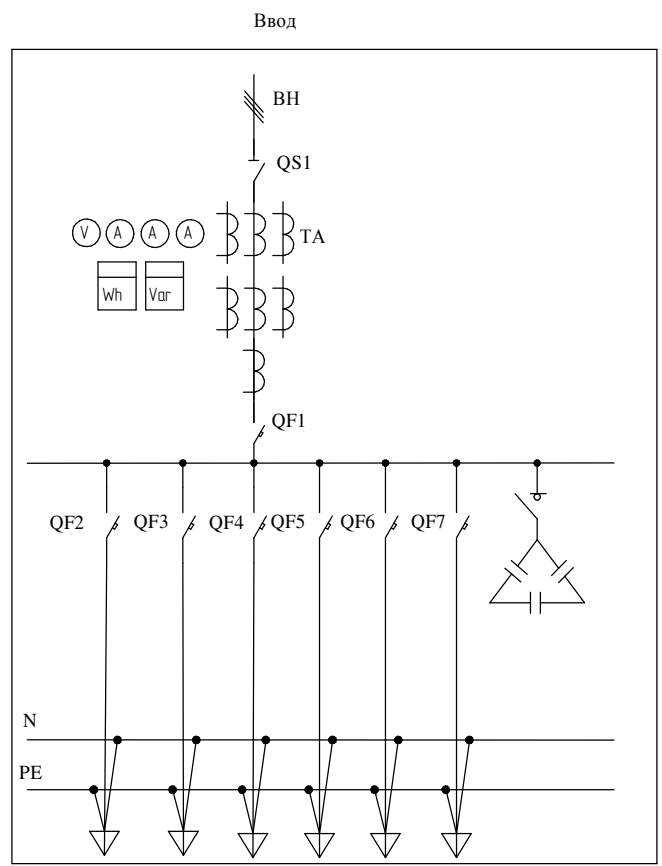 Ввод
ВН
QS1
V A A A
TA
Wh Var
QF1
QF2 QF3 QF4 QF5 QF6 QF7
N
PE